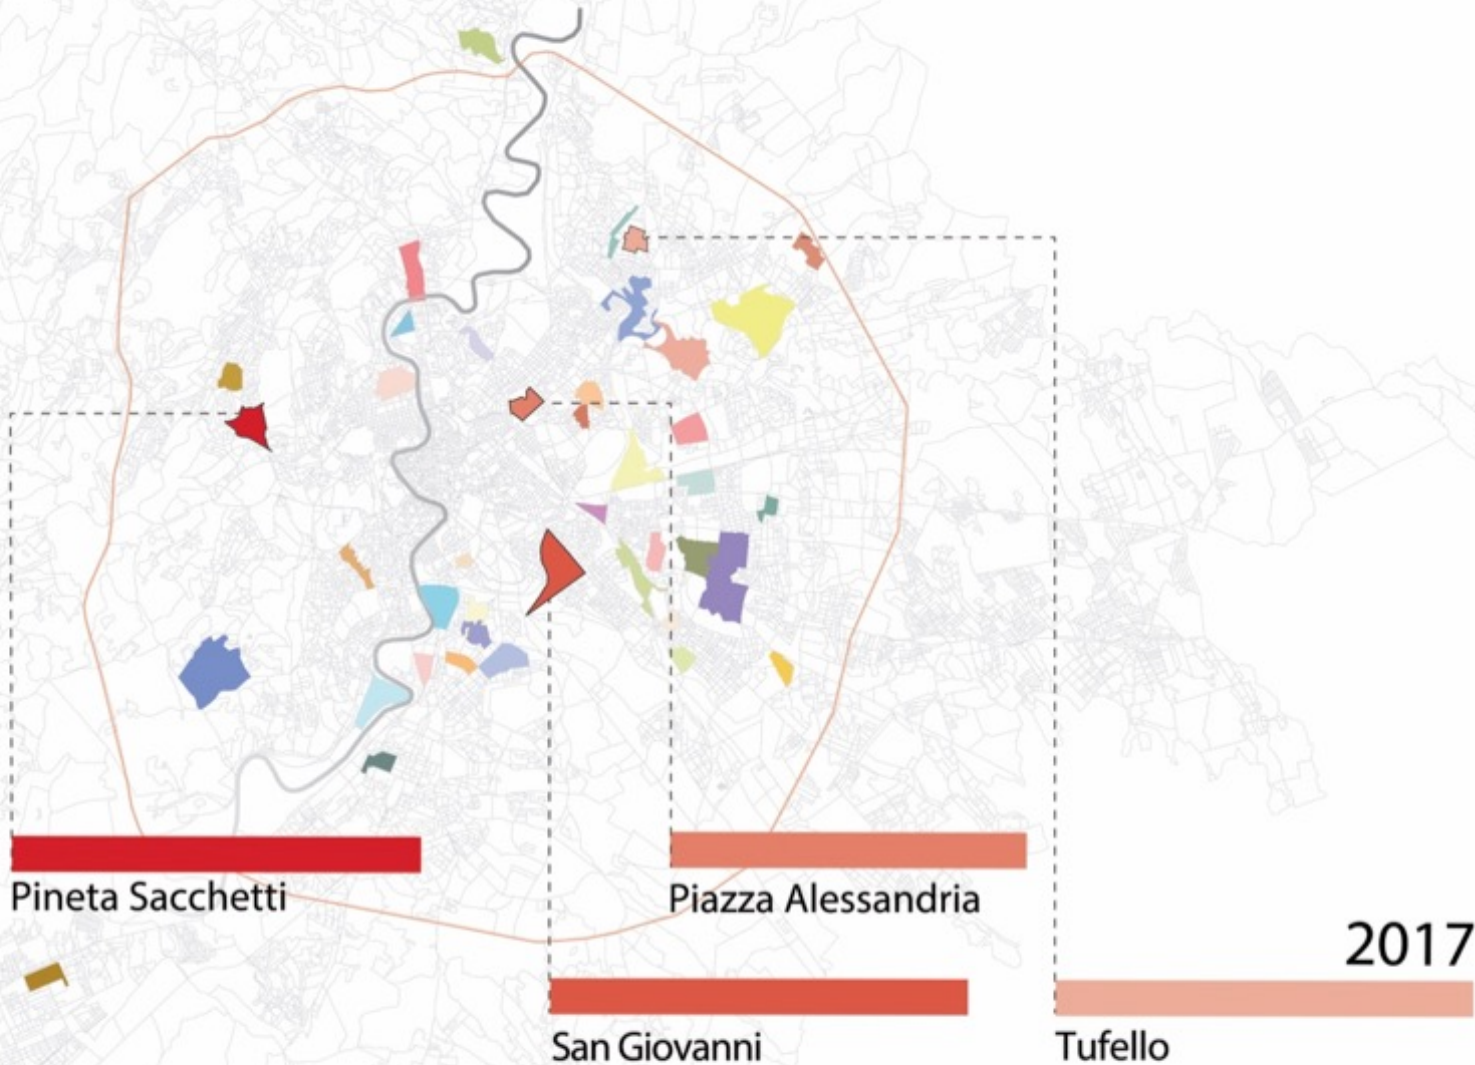 Pineta Sacchetti
Piazza Alessandria
2017
San Giovanni
Tufello